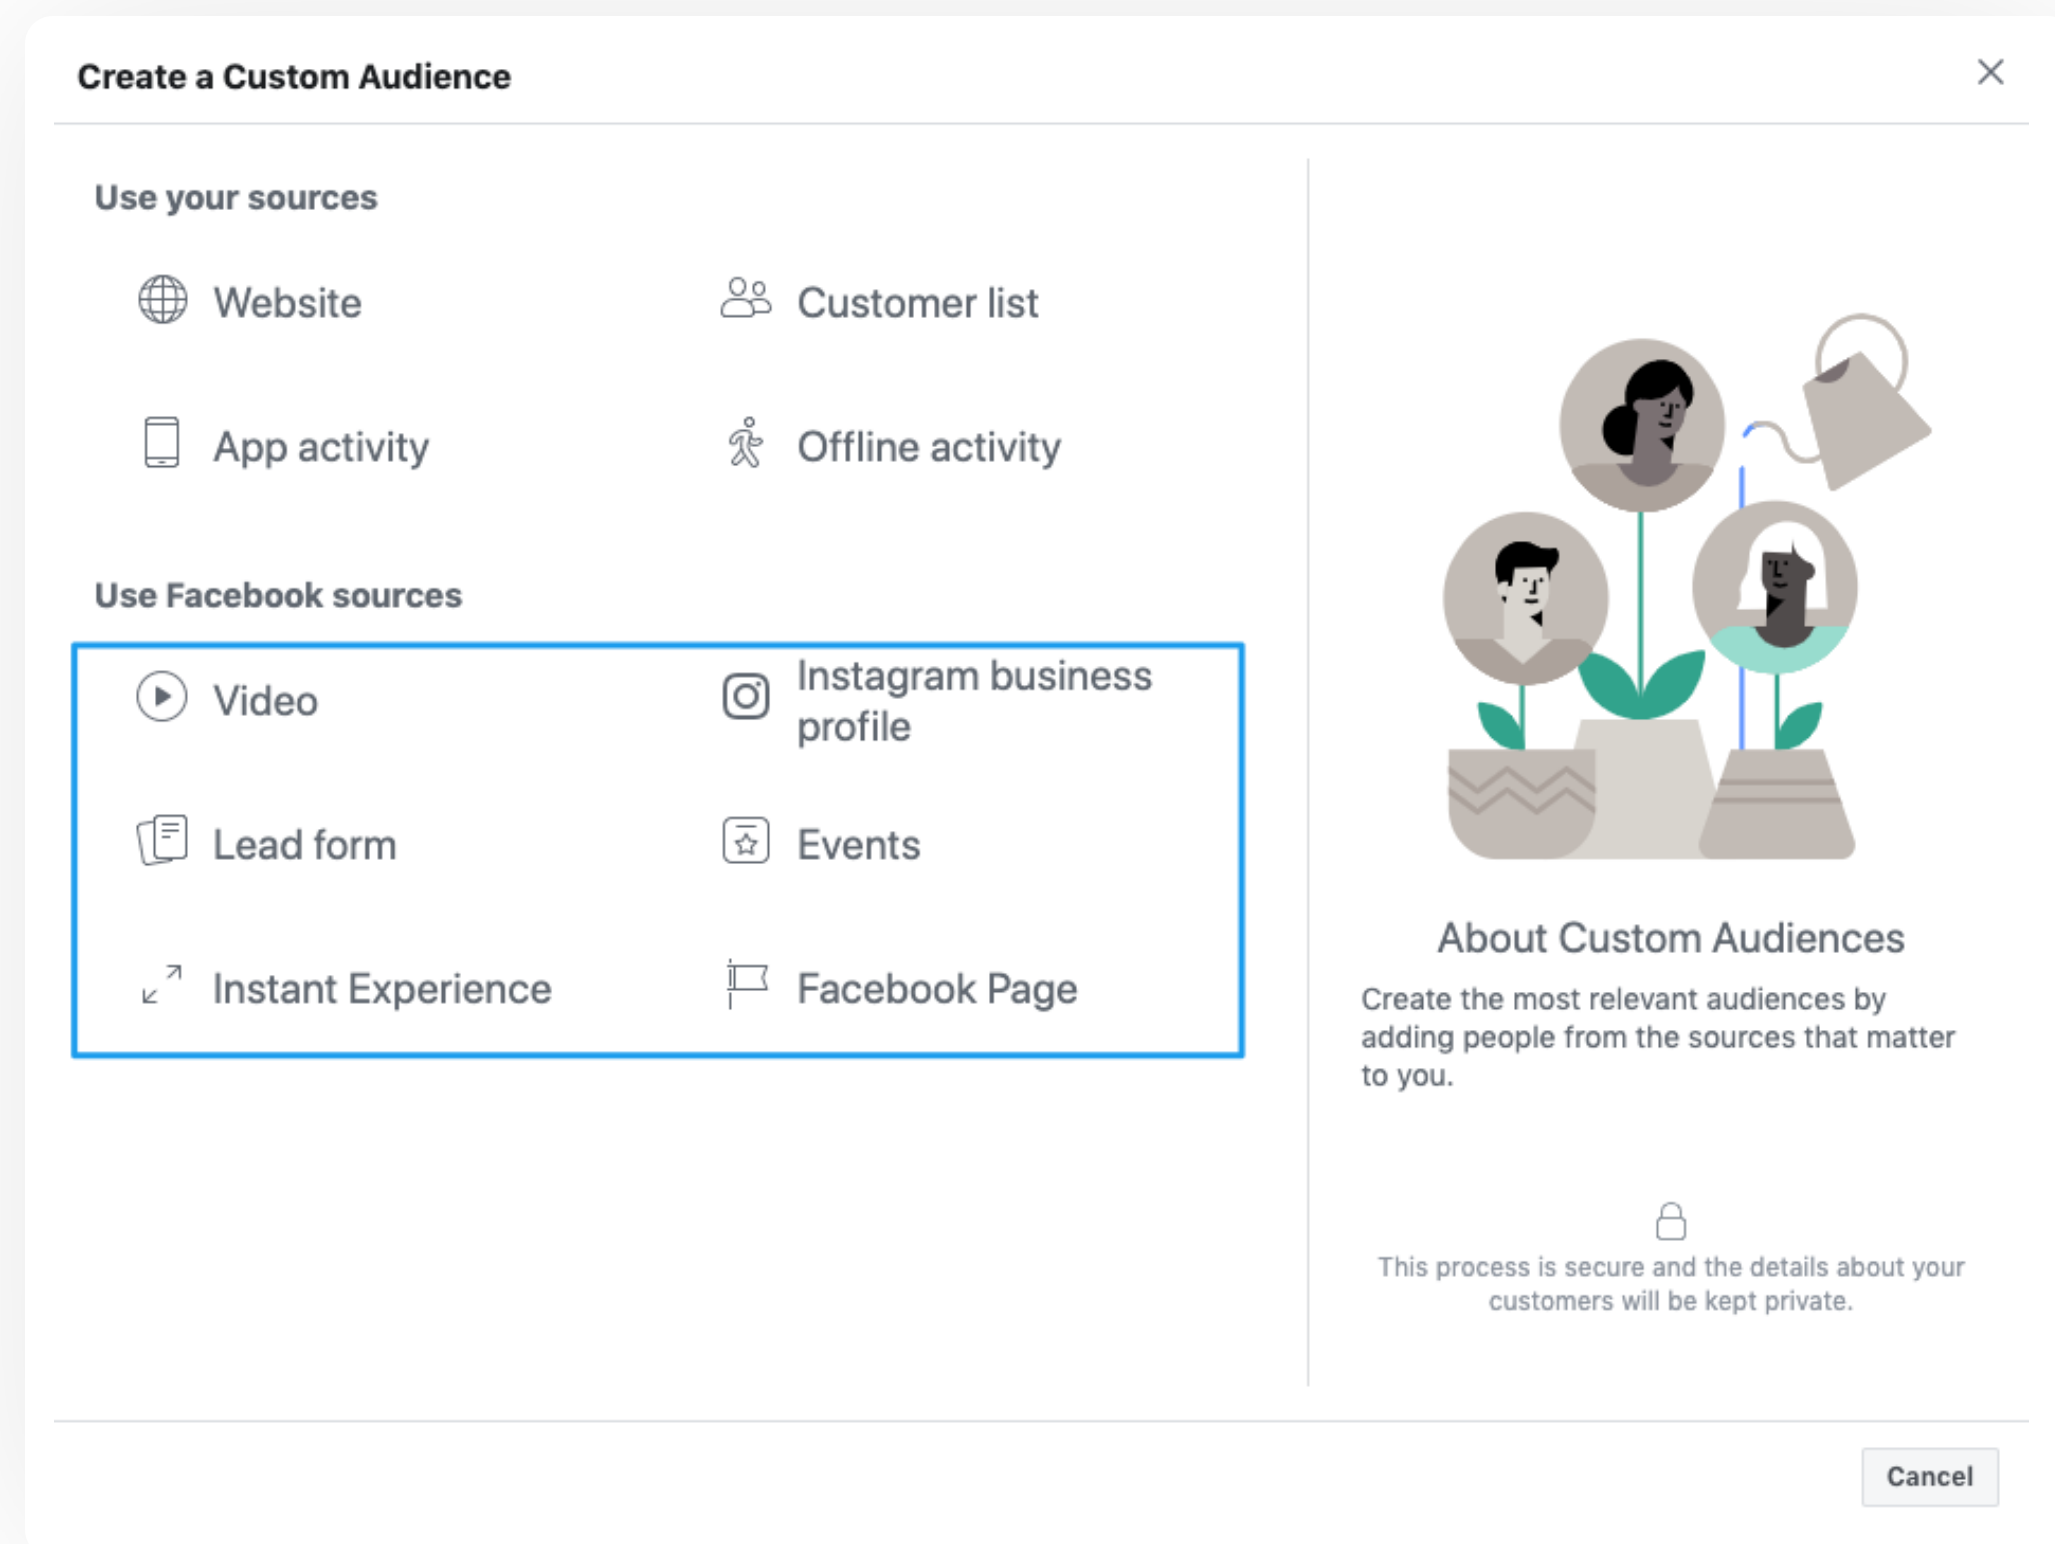 Create a Custom Audience
Use your sources
Website
Customer list
App activity
Offline activity
Use Facebook sources
Video
Instagram business
profile
Lead form
Events
Instant Experience
Facebook Page
About Custom Audiences
Create the most relevant audiences by
adding people from the sources that matter
to you.
This process is secure and the details about your
customers will be kept private.
Cancel